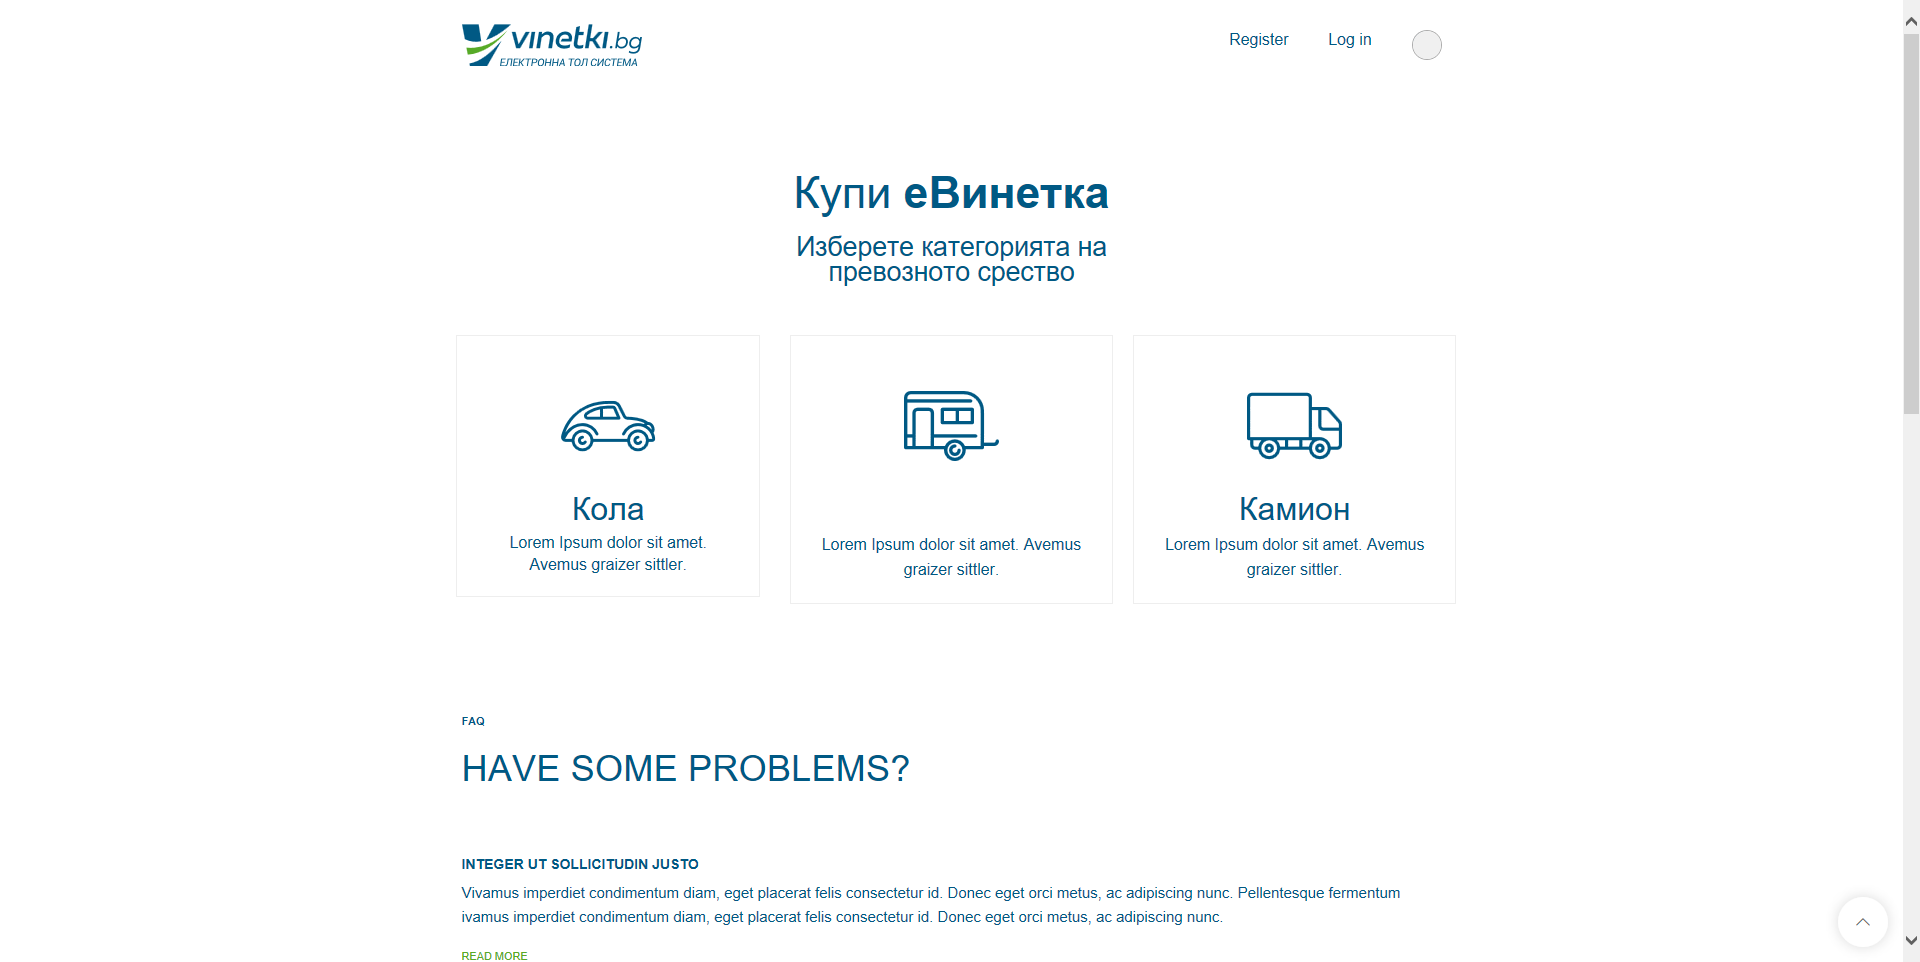 vinetki.bg
ЕЛЕКТРОННА ТОЛ СИСТЕМА
Register
Log in
Купи еВинетка
Изберете категорията на
превозното срество
Кола
Lorem Ipsum dolor sit amet.
Avemus graizer sittler.
Lorem Ipsum dolor sit amet. Avemus
graizer sittler.
Камион
Lorem Ipsum dolor sit amet. Avemus
graizer sittler.
FAQ
HAVE SOME PROBLEMS?
INTEGER UT SOLLICITUDIN JUSTO
Vivamus imperdiet condimentum diam, eget placerat felis consectetur id. Donec eget orci metus, ac adipiscing nunc. Pellentesque fermentum
ivamus imperdiet condimentum diam, eget placerat felis consectetur id. Donec eget orci metus, ac adipiscing nunc.
READ MORE